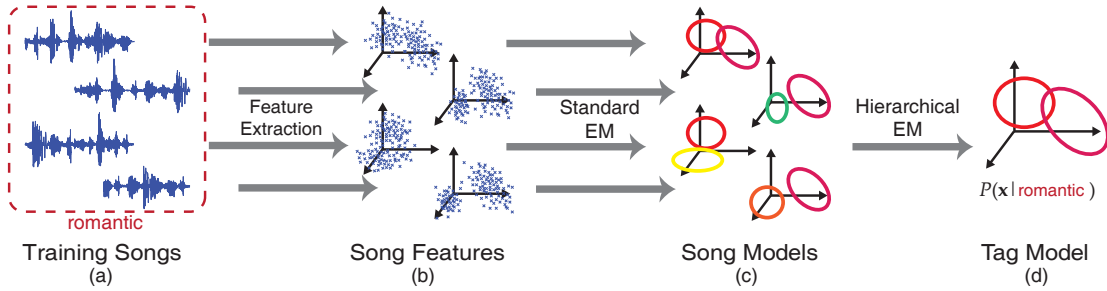 romantic
Feature
Extraction
Standard
EM
Hierarchical
EM
P(x | romantic )
Training Songs
(a)
Song Features
(b)
Song Models
(c)
Tag Model
(d)